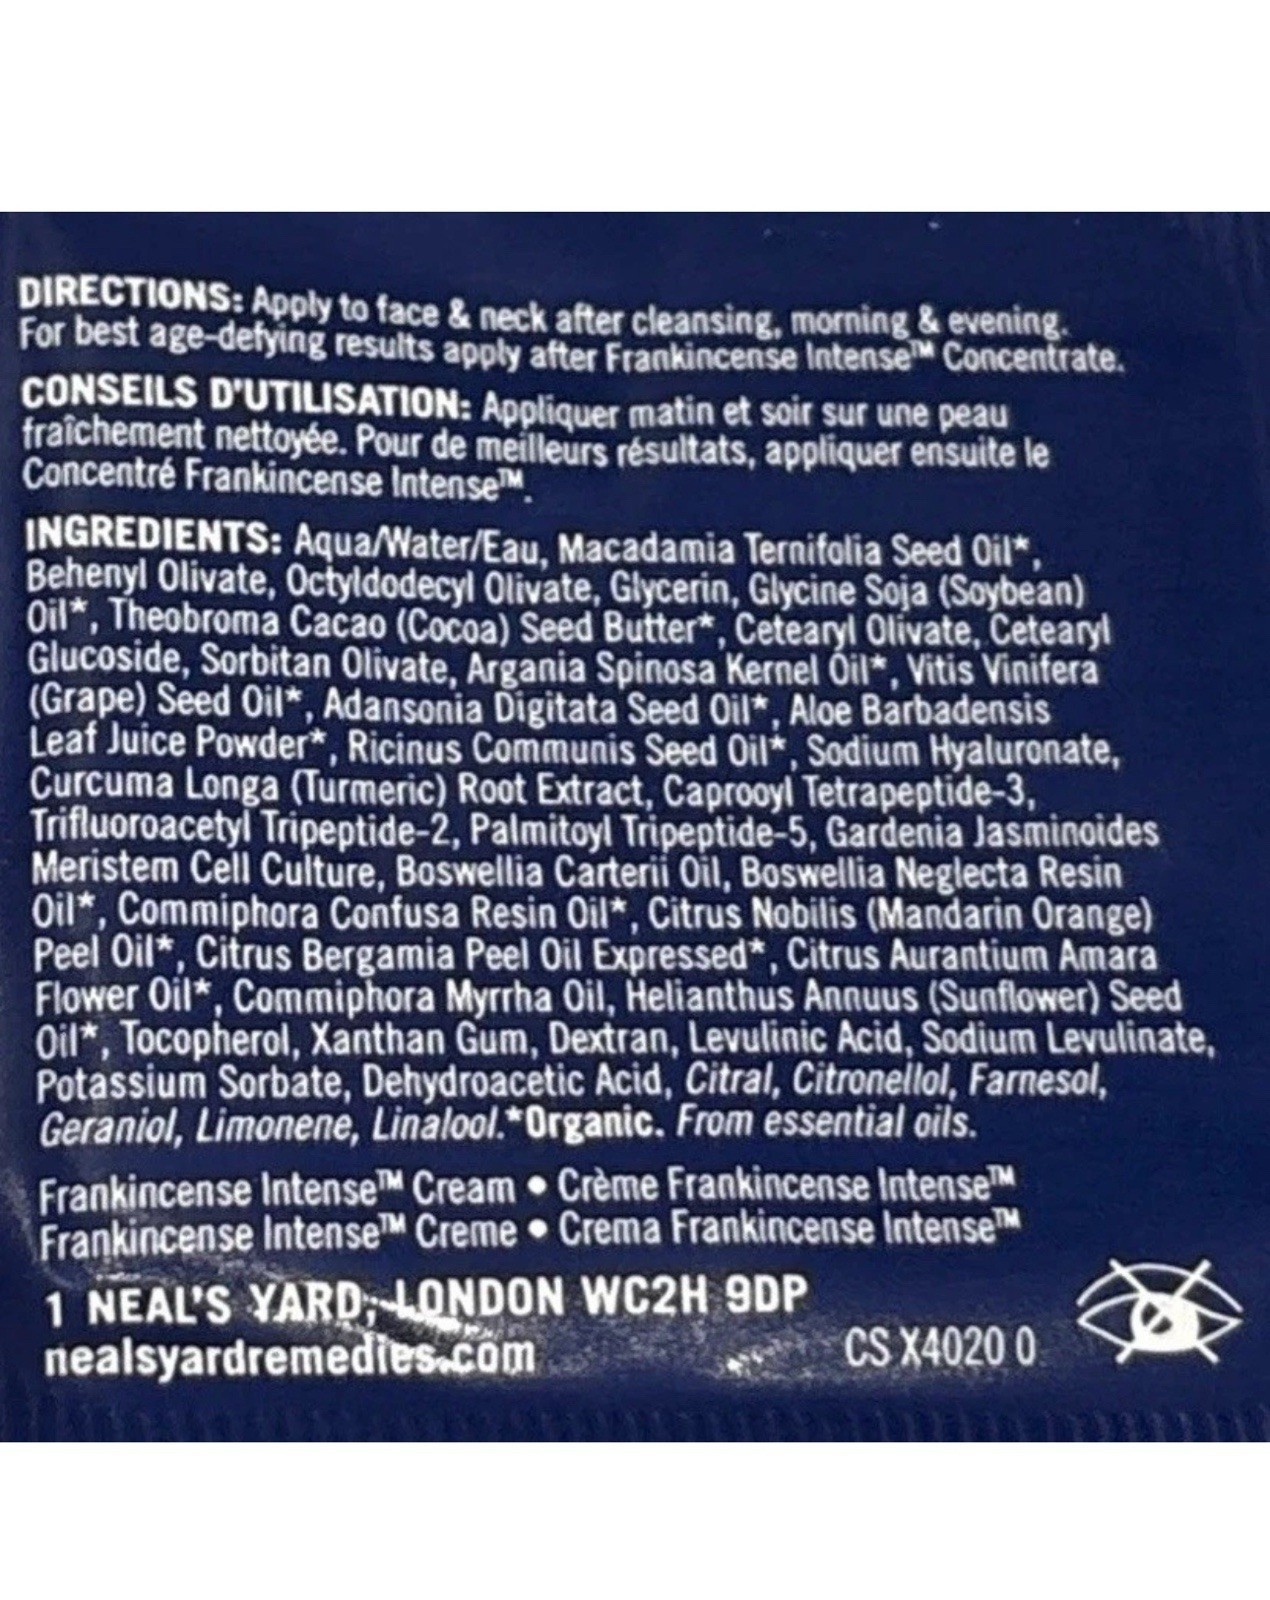 DIRECTIONS: Apply to face & neck after cleansing, morning & evening.
For best age-defying results apply after Frankincense Intense™ Concentrate.
CONSEILS D'UTILISATION: Appliquer matin et soir sur une peau
fraîchement nettoyée. Pour de meilleurs résultats, appliquer ensuite le
Concentré Frankincense Intense™.
INGREDIENTS: Aqua/Water/Eau, Macadamia Ternifolia Seed Oil*,
Behenyl Olivate, Octyldodecyl Olivate, Glycerin, Glycine Soja (Soybean)
Oil*, Theobroma Cacao (Cocoa) Seed Butter*, Cetearyl Olivate, Cetearyl
Glucoside, Sorbitan Olivate, Argania Spinosa Kernel Oil*, Vitis Vinifera
(Grape) Seed Oil*, Adansonia Digitata Seed Oil*, Aloe Barbadensis
Leaf Juice Powder*, Ricinus Communis Seed Oil*, Sodium Hyaluronate,
Curcuma Longa (Turmeric) Root Extract, Caprooyl Tetrapeptide-3,
Trifluoroacetyl Tripeptide-2, Palmitoyl Tripeptide-5, Gardenia Jasminoides
Meristem Cell Culture, Boswellia Carterii Oil, Boswellia Neglecta Resin
Oil*, Commiphora Confusa Resin Oil*, Citrus Nobilis (Mandarin Orange)
Peel Oil*, Citrus Bergamia Peel Oil Expressed*, Citrus Aurantium Amara
Flower Oil*, Commiphora Myrrha Oil, Helianthus Annuus (Sunflower) Seed
Oil*, Tocopherol, Xanthan Gum, Dextran, Levulinic Acid, Sodium Levulinate,
Potassium Sorbate, Dehydroacetic Acid, Citral, Citronellol, Farnesol,
Geraniol, Limonene, Linalool.*Organic. From essential oils.
Frankincense Intense™ Cream • Crème Frankincense Intense™
Frankincense Intense™ Creme • Crema Frankincense Intense™
1 NEAL'S YARD, LONDON WC2H 9DP
nealsyardremedies.com
CS X4020 0